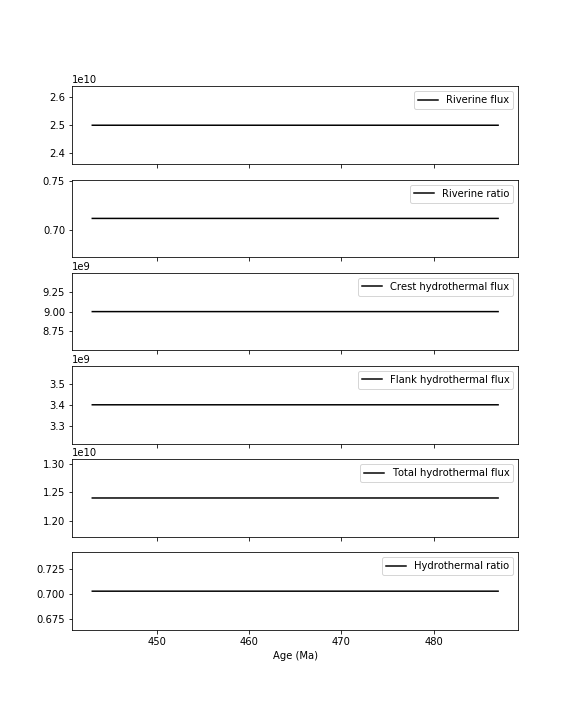 1e10
2.6
Riverine flux
2.5
2.4
0.75
Riverine ratio
0.70
1e9
9.25
Crest hydrothermal flux
9.00
8.75
1e9
3.5
Flank hydrothermal flux
3.4
3.3
1e10
1.30
Total hydrothermal flux
1.25
1.20
0.725
Hydrothermal ratio
0.700
0.675
450 460 470 480
Age (Ma)